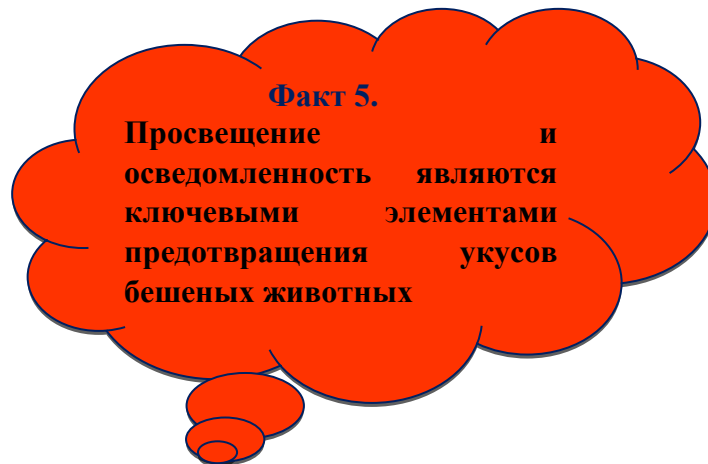 Факт 5.
Просвещение и
осведомленность являются
ключевыми элементами
предотвращения укусов
бешеных животных